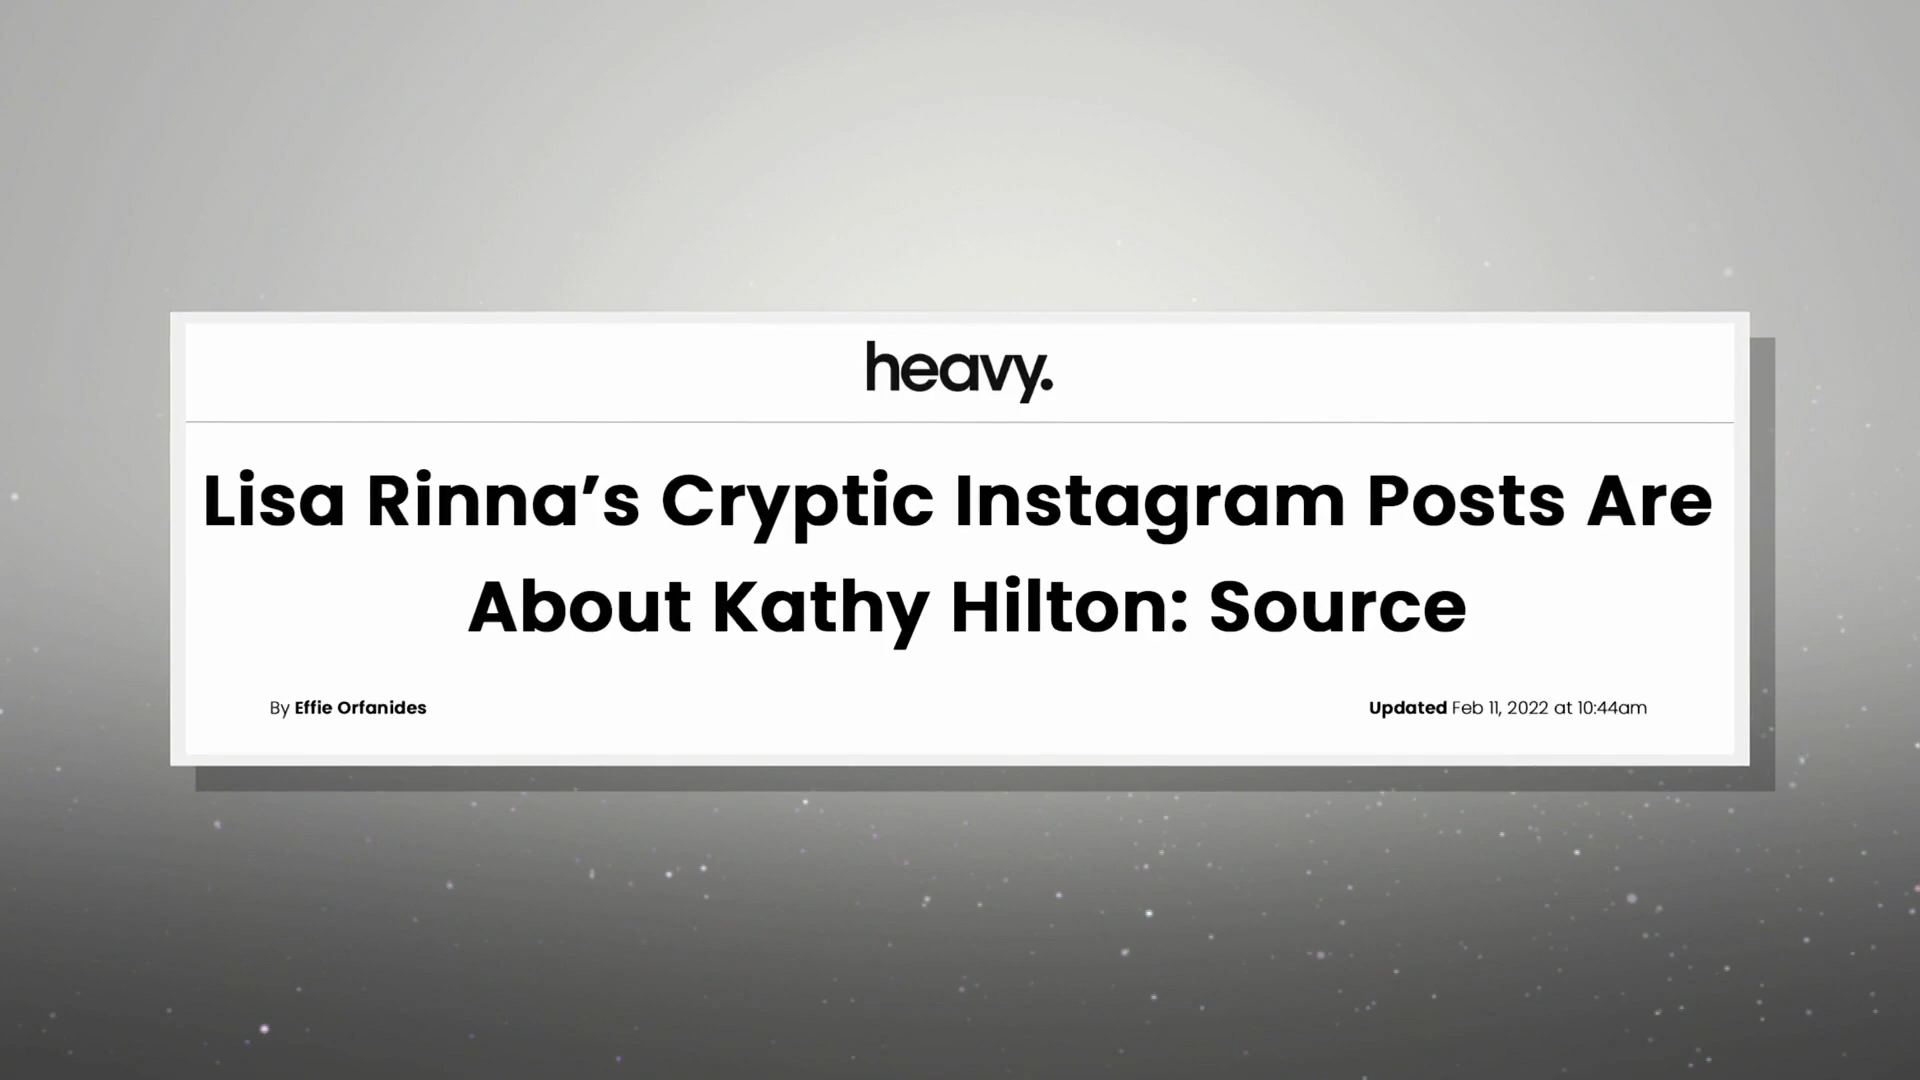 heavy.
Lisa Rinna’s Cryptic Instagram Posts Are
About Kathy Hilton: Source
By Effie Orfanides
Updated Feb 11, 2022 at 10:44am